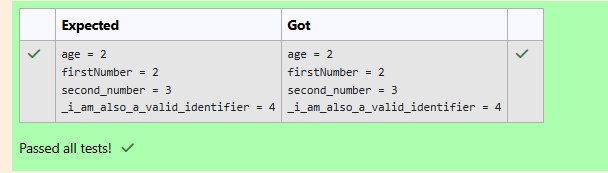 Expected Got
age = 2 age = 2
firstNumber = 2 firstNumber = 2
second_number = 3 second_number = 3
_i_am_also_a_valid_identifier = 4 _i_am_also_a_valid_identifier = 4
Passed all tests! ✓